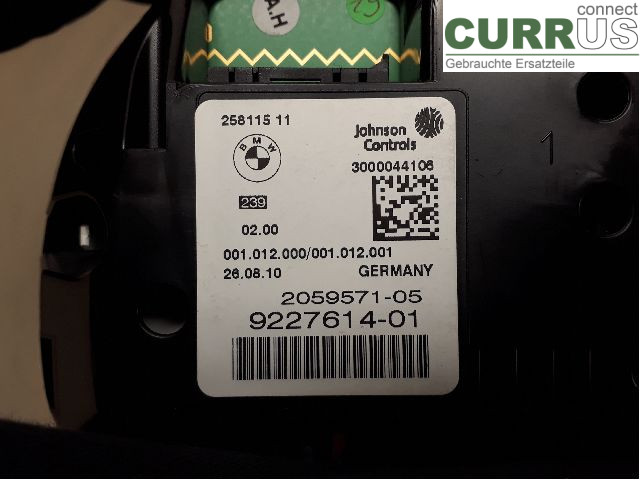 A.H
19
connect
CURRUS
Gebrauchte Ersatzteile
258115 11
BMW
Johnson
Controls
3000044106
239
02.00
001.012.000/001.012.001
26.08.10 GERMANY
2059571-05
9227614-01
1